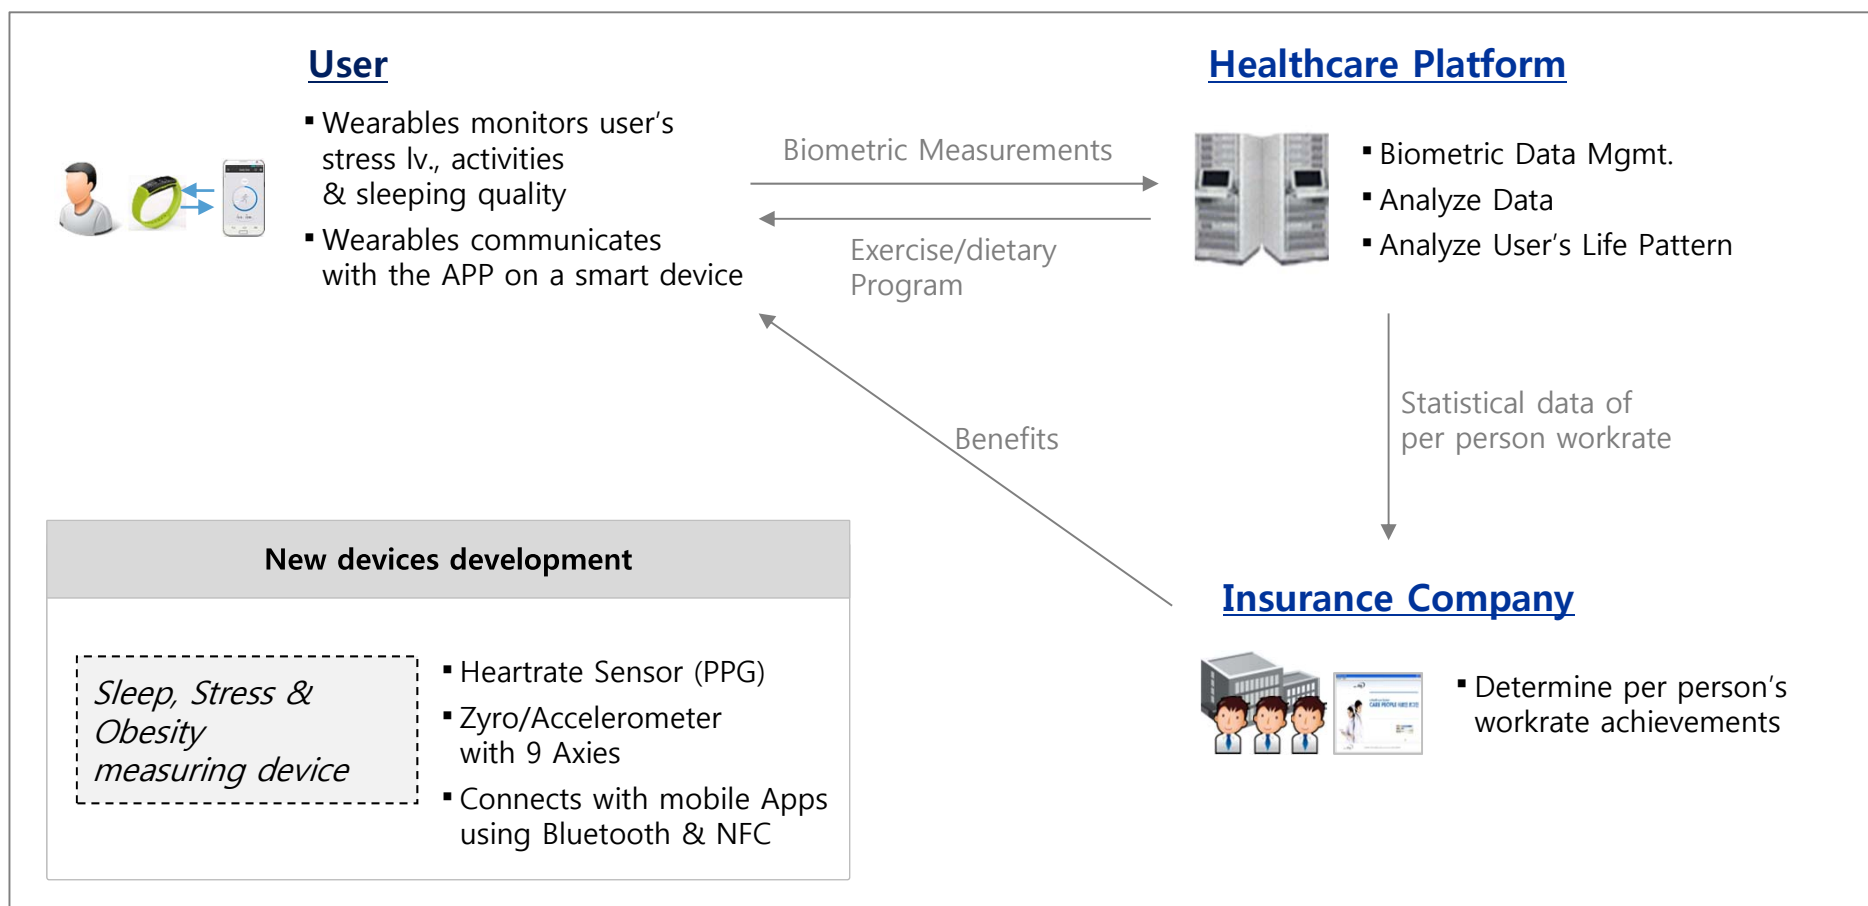 User
▪ Wearables monitors user's
stress lv., activities
& sleeping quality
▪ Wearables communicates
with the APP on a smart device
Biometric Measurements
Exercise/dietary
Program
Healthcare Platform
▪ Biometric Data Mgmt.
▪ Analyze Data
▪ Analyze User's Life Pattern
Statistical data of
per person workrate
Benefits
Insurance Company
▪ Determine per person's
workrate achievements
New devices development
Sleep, Stress &
Obesity
measuring device
▪ Heartrate Sensor (PPG)
▪ Zyro/Accelerometer
with 9 Axies
▪ Connects with mobile Apps
using Bluetooth & NFC